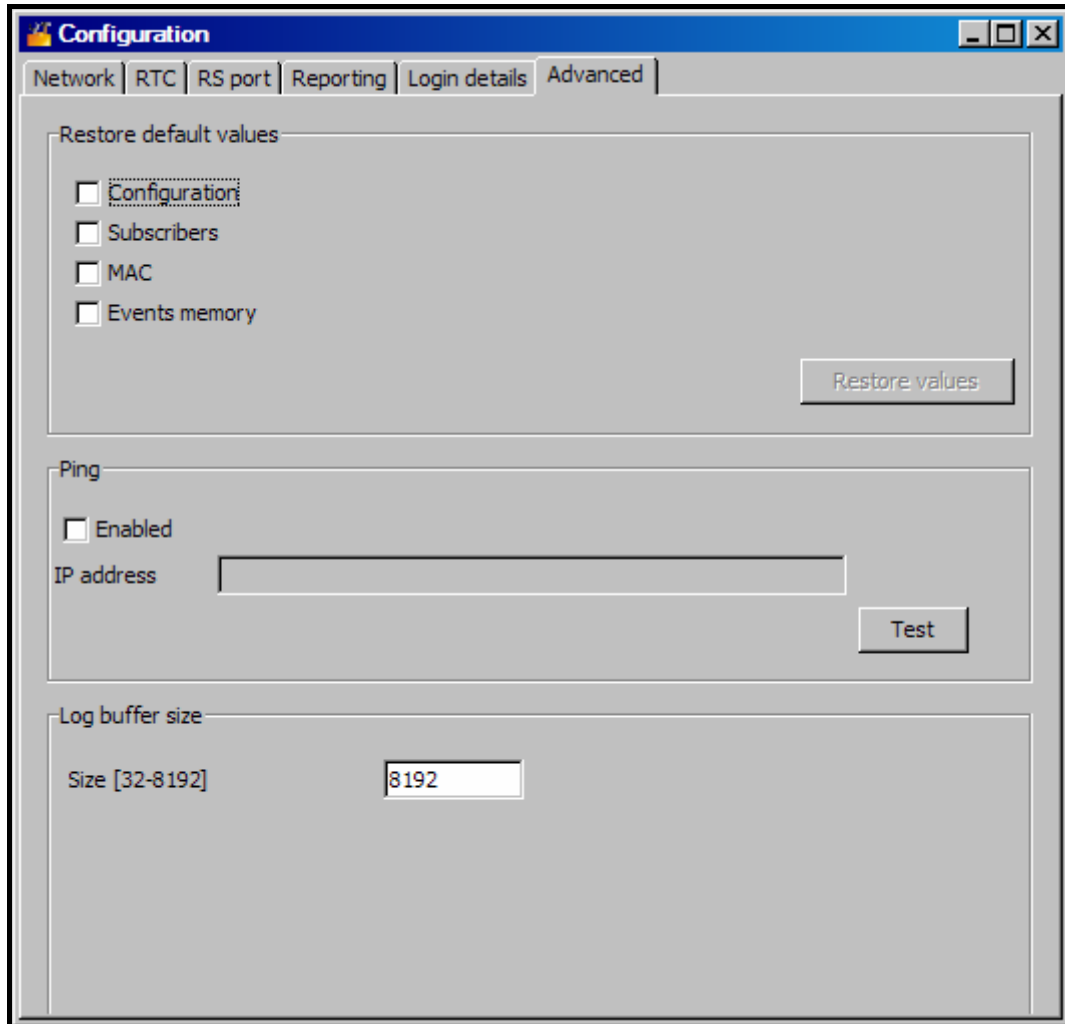 Configuration
Network RTC RS port Reporting Login details Advanced
Restore default values
Configuration
Subscribers
MAC
Events memory
Restore values
Ping
Enabled
IP address
Test
Log buffer size
Size [32-8192] 8192